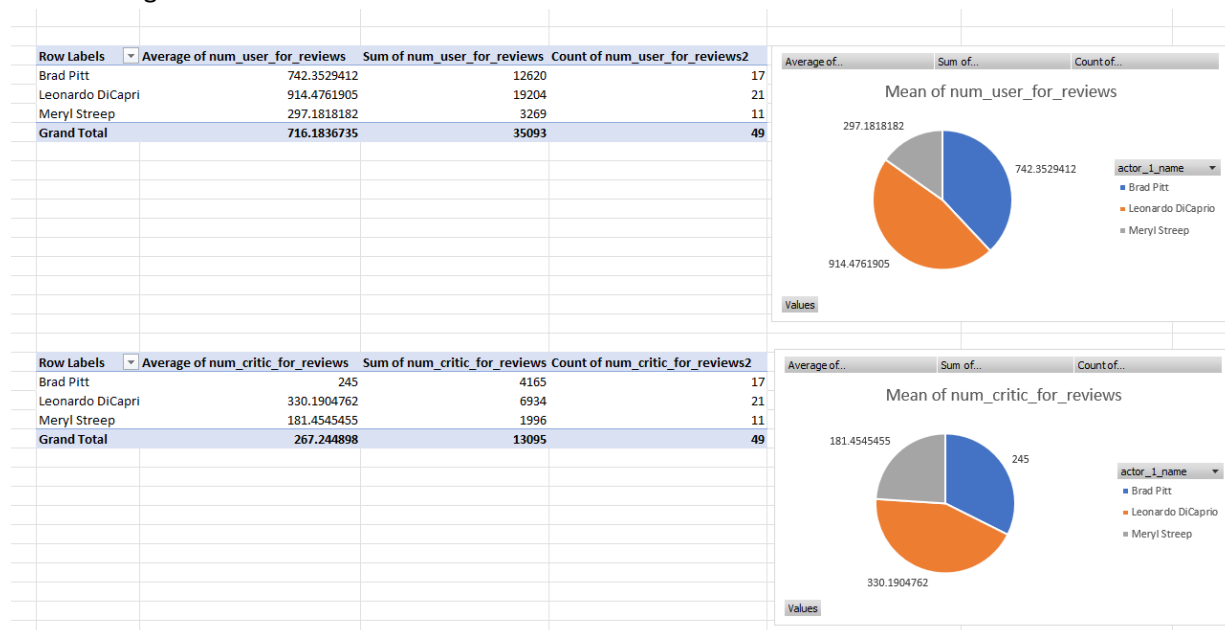 Row Labels Average of num_user_for_reviews Sum of num_user_for_reviews Count of num_user_for_reviews2
Brad Pitt 742.3529412 12620 17
Leonardo DiCapri 914.4761905 19204 21
Meryl Streep 297.1818182 3269 11
Grand Total 716.1836735 35093 49
Average of... Sum of... Count of...
Mean of num_user_for_reviews
297.1818182
742.3529412
914.4761905
actor_1_name
Brad Pitt
Leonardo DiCaprio
Meryl Streep
Values
Row Labels Average of num_critic_for_reviews Sum of num_critic_for_reviews Count of num_critic_for_reviews2
Brad Pitt 245 4165 17
Leonardo DiCapri 330.1904762 6934 21
Meryl Streep 181.4545455 1996 11
Grand Total 267.244898 13095 49
Average of... Sum of... Count of...
Mean of num_critic_for_reviews
181.4545455
245
330.1904762
actor_1_name
Brad Pitt
Leonardo DiCaprio
Meryl Streep
Values